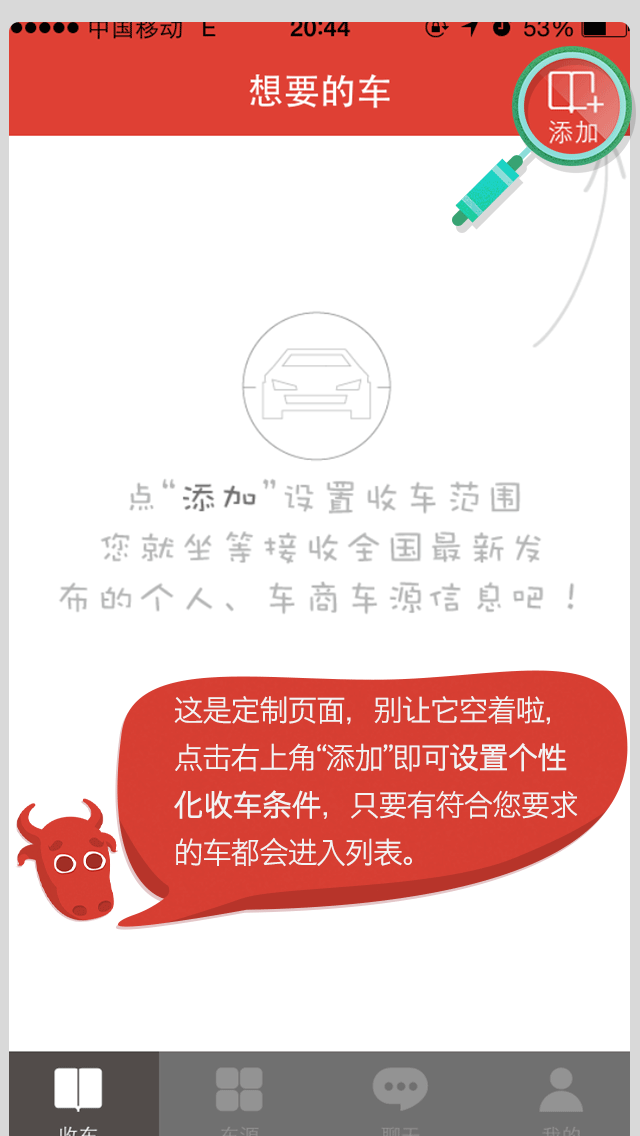 中国移动 E 20:44 53%
想要的车
添加
点“添加”设置收车范围
您就坐等接收全国最新发
布的个人、车商车源信息吧！
这是定制页面，别让它空着啦，
点击右上角“添加”即可设置个性
化收车条件，只要有符合您要求
的车都会进入列表。
收车 车源 聊天 我的